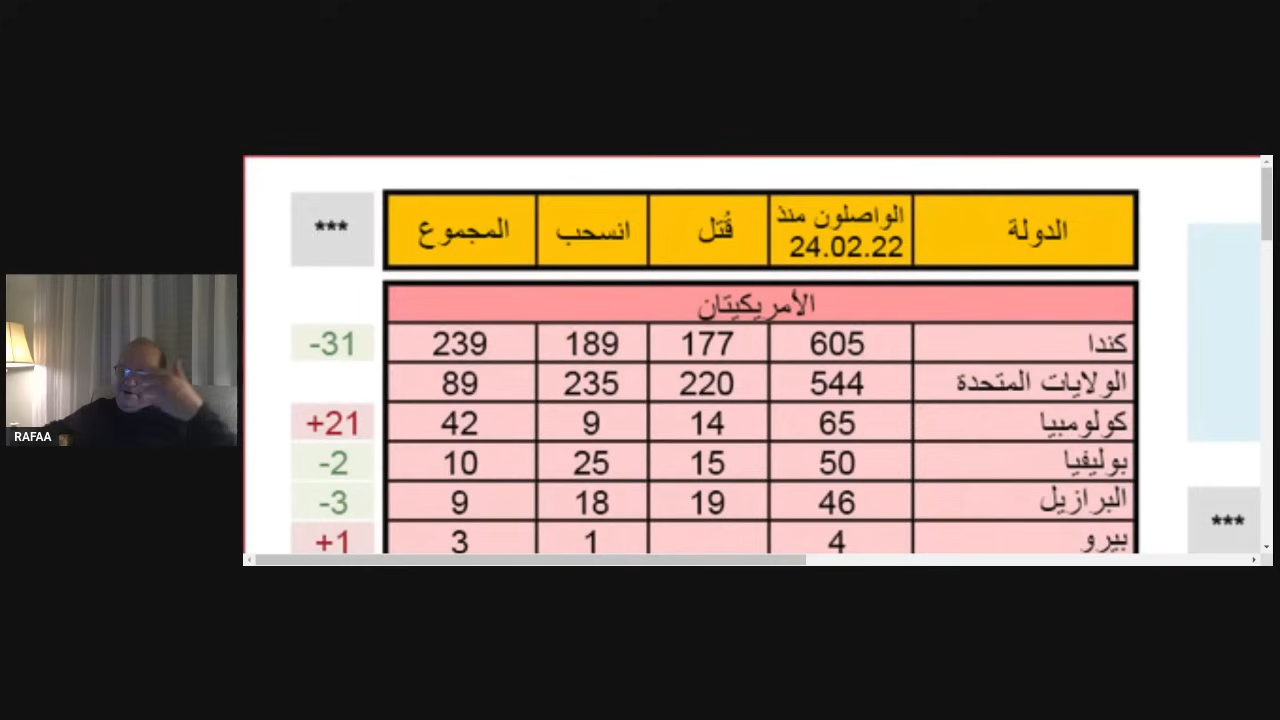 الدولة الواصلون منذ 24.02.22 قُتل انسحب المجموع ***
الأمريكيتان
كندا 605 177 189 239 -31
الولايات المتحدة 544 220 235 89
كولومبيا 65 14 9 42 +21
بوليفيا 50 15 25 10 -2
البرازيل 46 19 18 9 -3
***
بيرو 4 1 3 +1
RAFAA